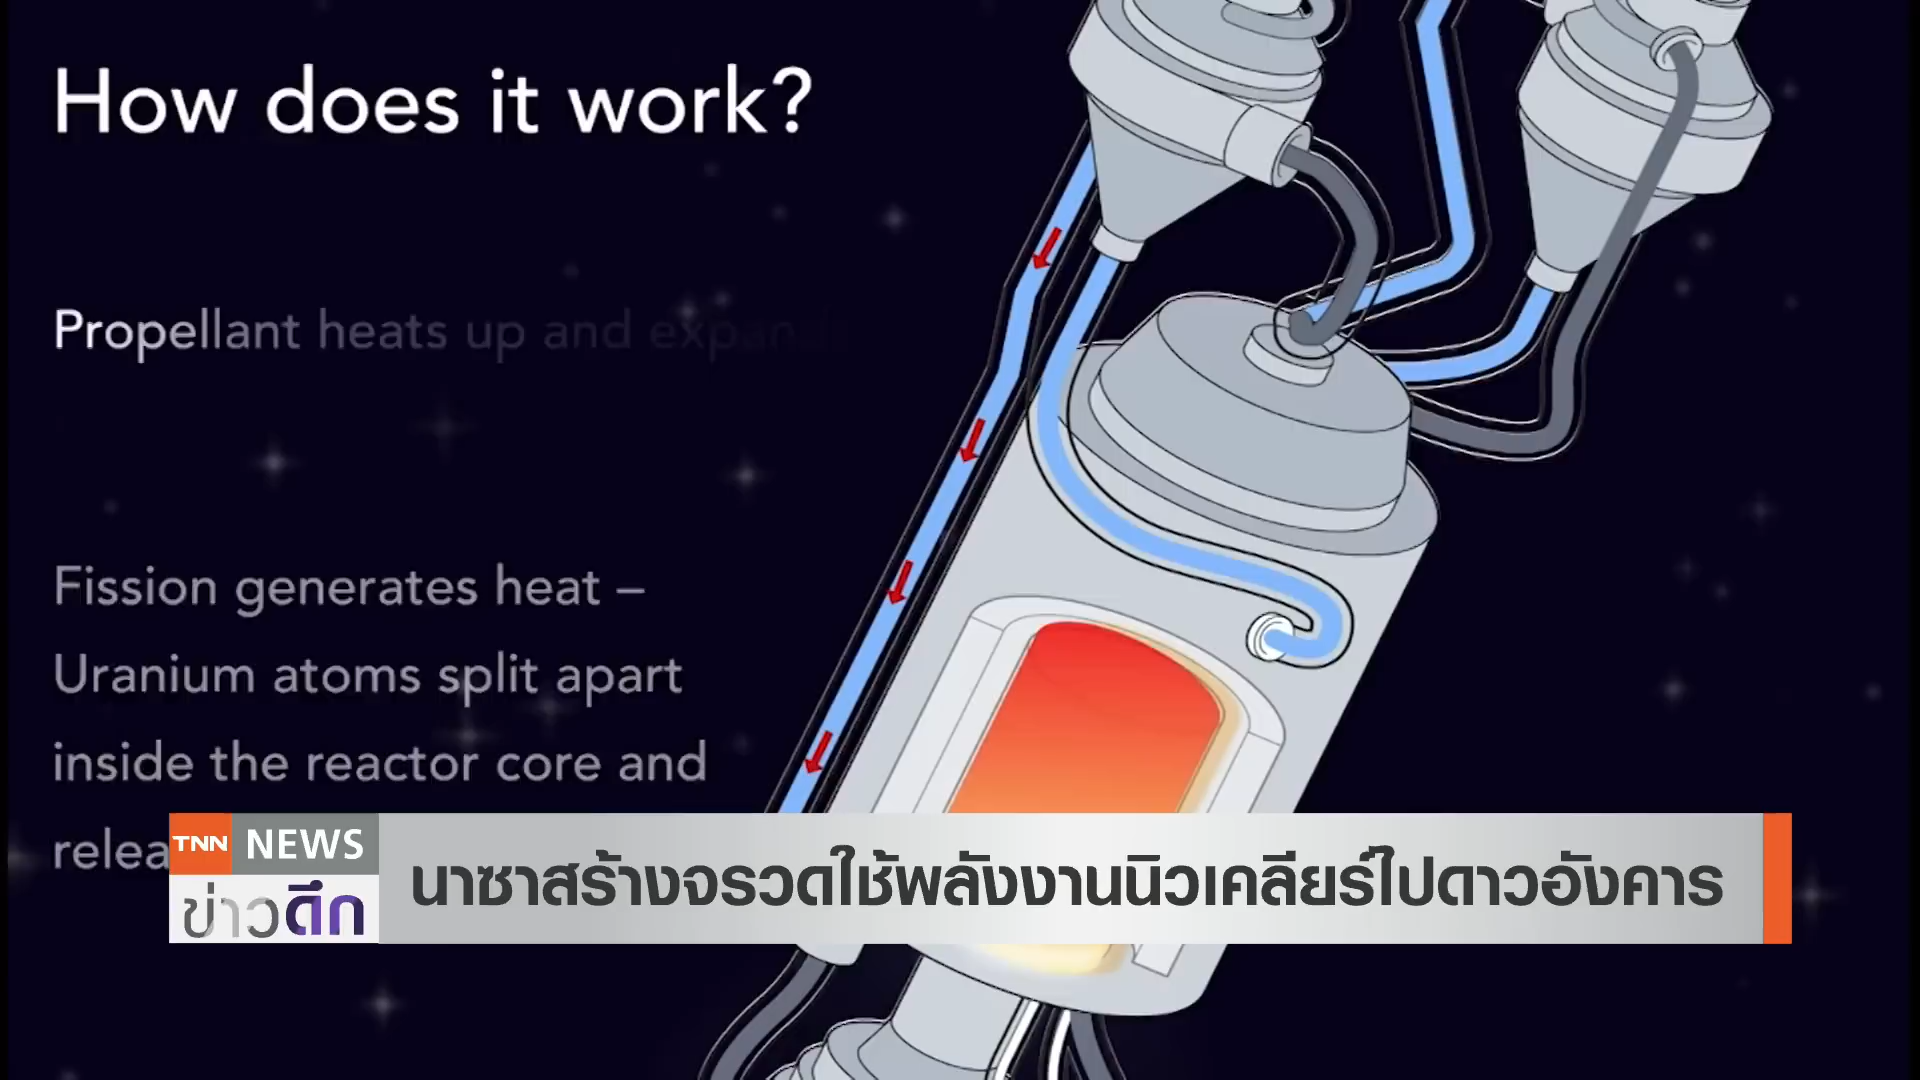 How does it work?
Propellant heats up and expand
Fission generates heat –
Uranium atoms split apart
inside the reactor core and
relea
TNN NEWS
ข่าวดึก
นาซาสร้างจรวดใช้พลังงานนิวเคลียร์ไปดาวอังคาร